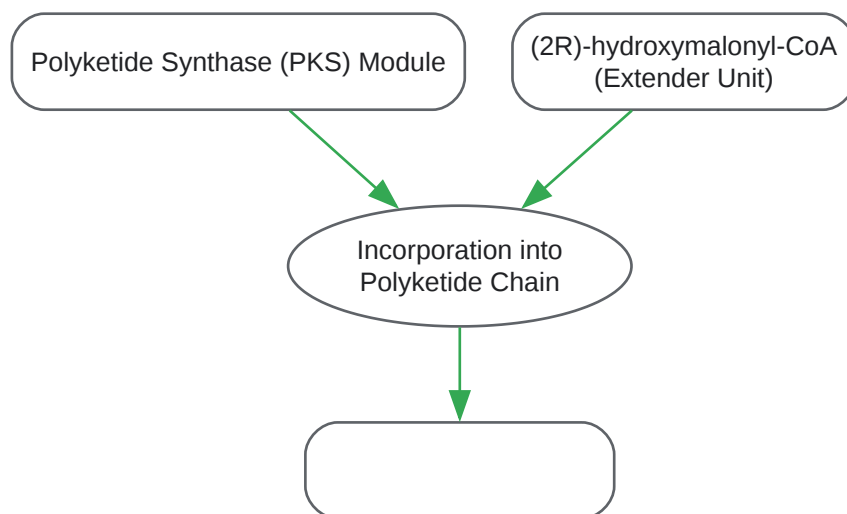 Polyketide Synthase (PKS) Module
(2R)-hydroxymalonyl-CoA
(Extender Unit)
Incorporation into
Polyketide Chain